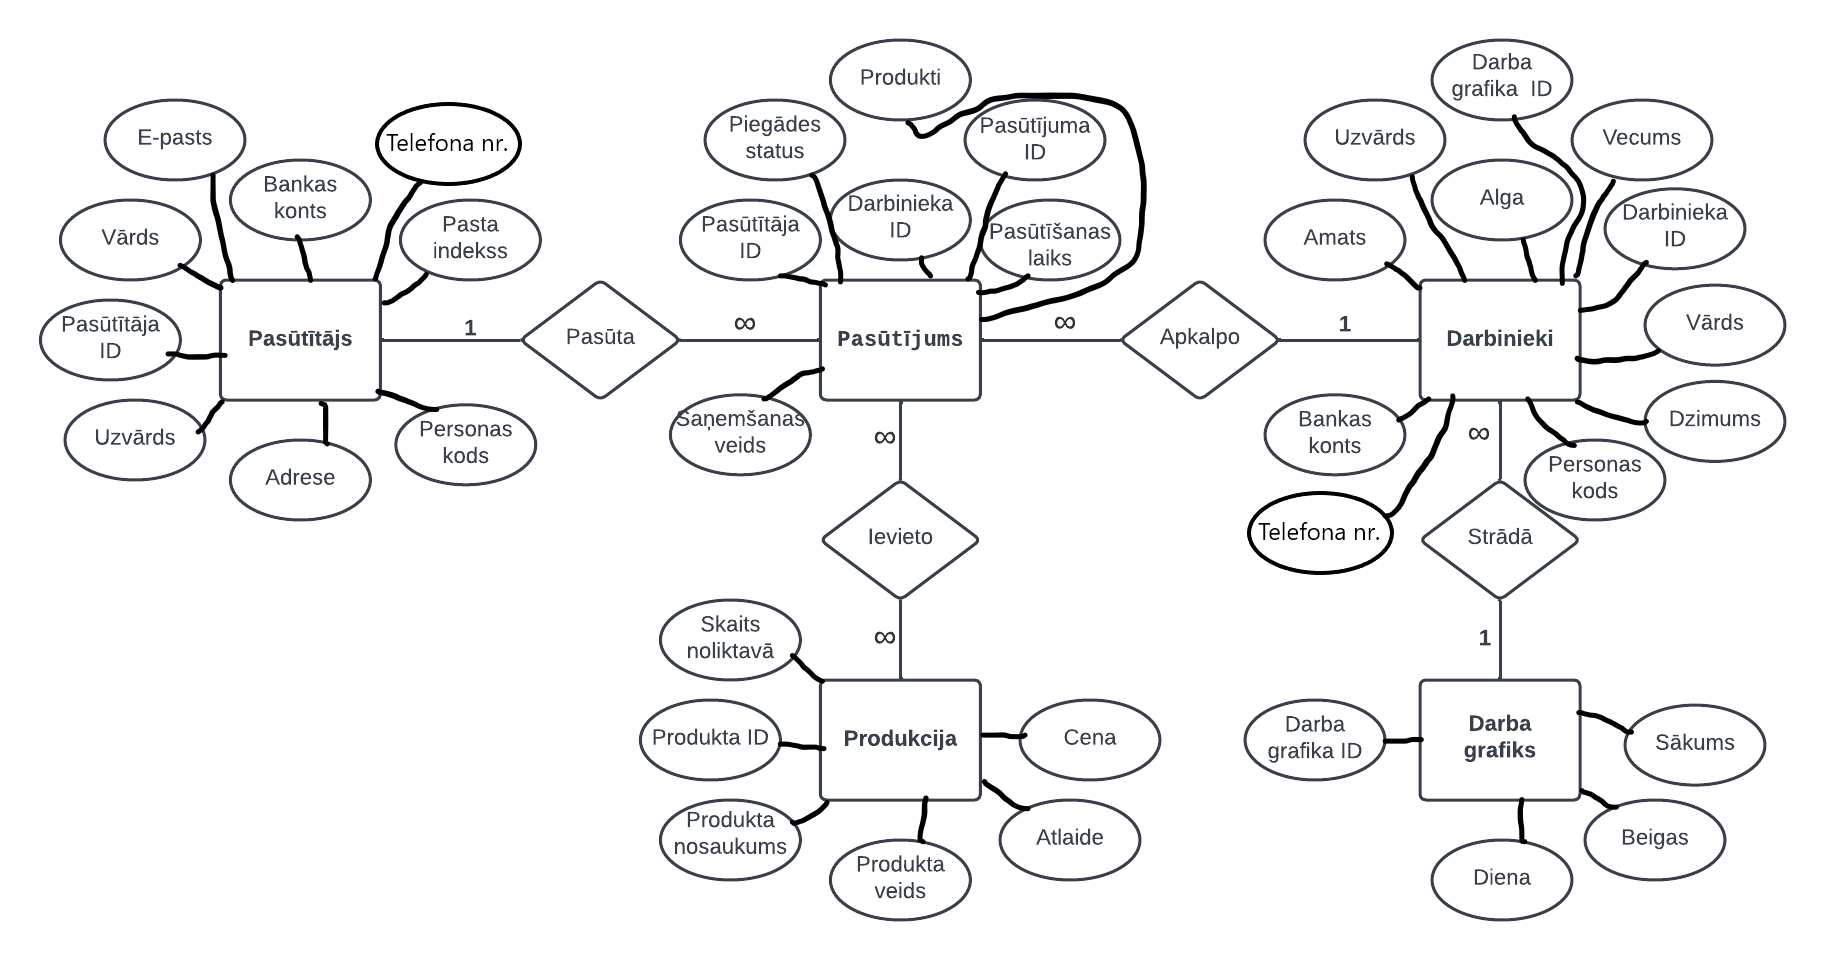 Produkti
Darba
grafika ID
E-pasts
Telefona nr.
Piegādes
status
Pasūtījuma
ID
Uzvārds
Vecums
Bankas
konts
Alga
Vārds
Pasta
indekss
Pasūtītāja
ID
Darbinieka
ID
Pasūtīšanas
laiks
Amats
Darbinieka
ID
Pasūtītāja
ID
Pasūtītājs
1
Pasūta
∞
Pasūtījums
∞
Apkalpo
1
Darbinieki
Vārds
Uzvārds
Adrese
Personas
kods
Saņemšanas
veids
∞
Bankas
konts
∞
Dzimums
Personas
kods
Telefona nr.
Ievieto
Strādā
Skaits
noliktavā
∞
1
Produkta ID
Produkcija
Cena
Darba
grafika ID
Darba
grafiks
Sākums
Produkta
nosaukums
Produkta
veids
Atlaide
Diena
Beigas